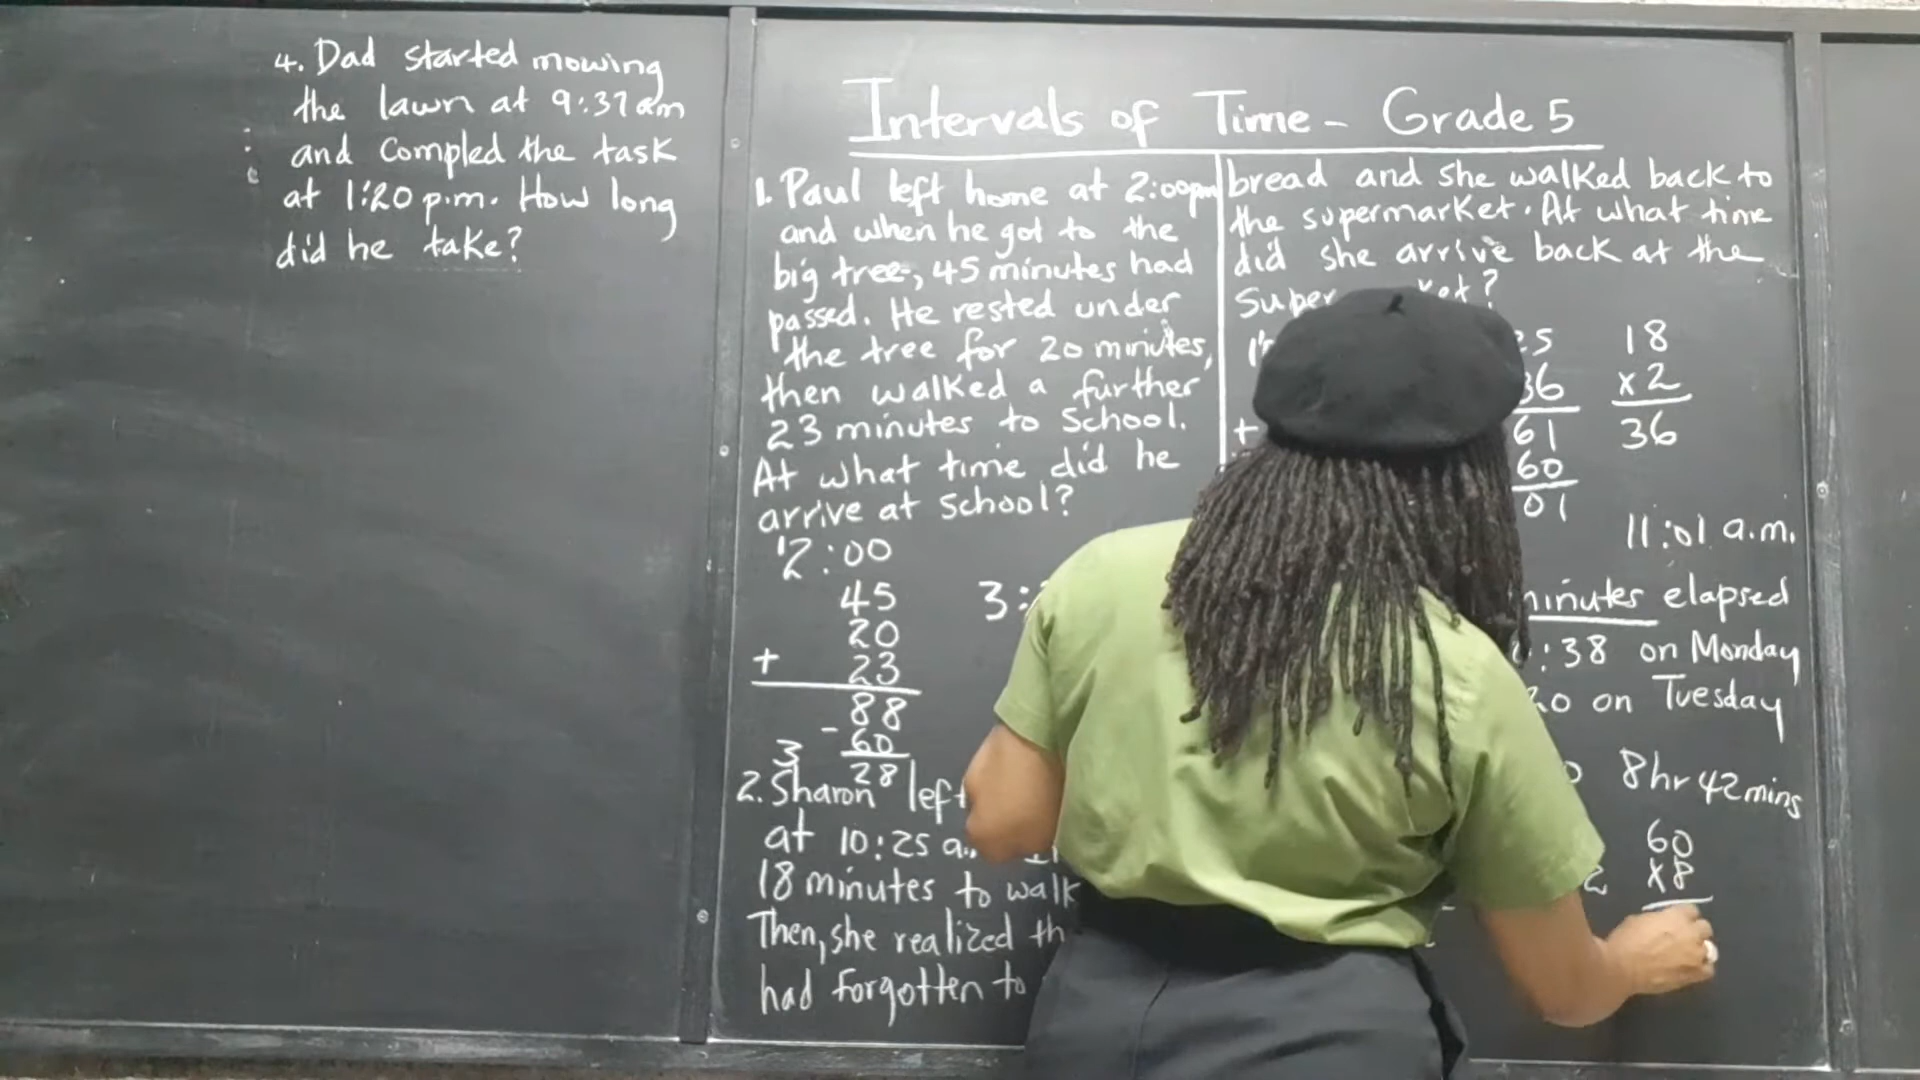 4. Dad started mowing
the lawn at 9:37am
and Compled the task
at 1:20 p.m. How long
did he take?
Intervals of Time - Grade 5
1. Paul left home at 2:00pm
and when he got to the
big tree, 45 minutes had
passed. He rested under
the tree for 20 minutes,
then walked a further
23 minutes to School.
At what time did he
arrive at School?
2:00
45
20
+ 23
88
- 60
28
3
3:
2. Sharon left
at 10:25
18 minutes to walk
Then, she realized
had forgotten to
bread and she walked back to
the supermarket. At what time
did she arrive back at the
+
61
60
01
18
x 2
36
11:01 a.m.
minutes elapsed
:38 on Monday
on Tuesday
8hr 42mins
60
x8